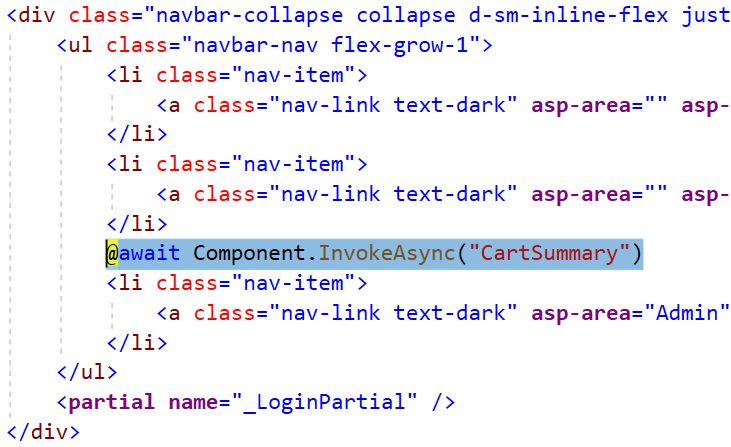 <div class="navbar-collapse collapse d-sm-inline-flex just
<ul class="navbar-nav flex-grow-1">
<li class="nav-item">
<a class="nav-link text-dark" asp-area="" asp-
</li>
<li class="nav-item">
<a class="nav-link text-dark" asp-area="" asp-
</li>
@await Component.InvokeAsync("CartSummary")
<li class="nav-item">
<a class="nav-link text-dark" asp-area="Admin"
</li>
</ul>
<partial name="_LoginPartial" />
</div>